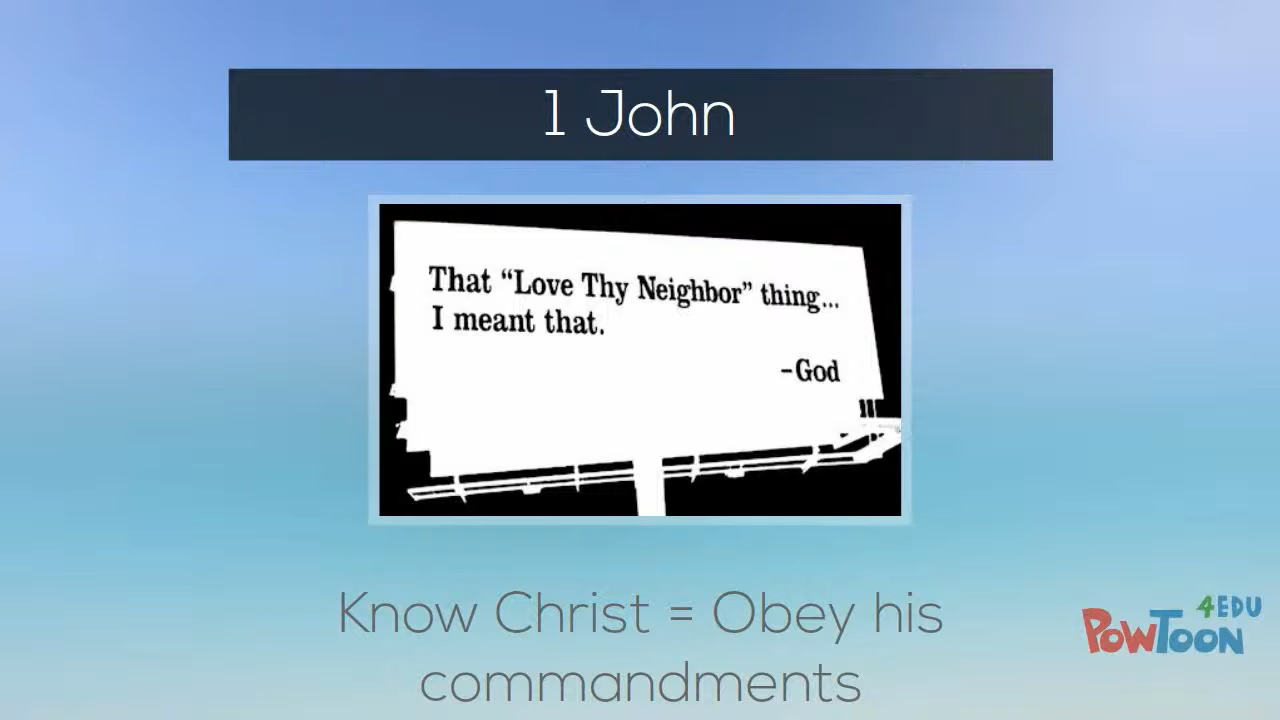 1 John
That “Love Thy Neighbor” thing...
I meant that.
-God
Know Christ = Obey his
commandments
4EDU
POWTOON